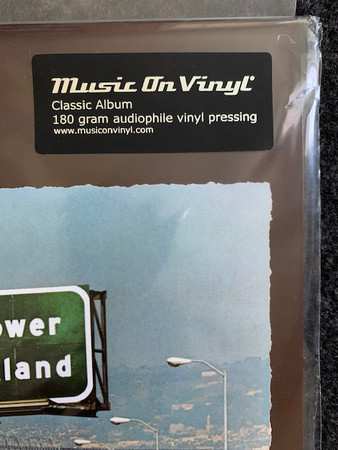 Music On Vinyl
Classic Album
180 gram audiophile vinyl pressing
www.musiconvinyl.com
ower
land